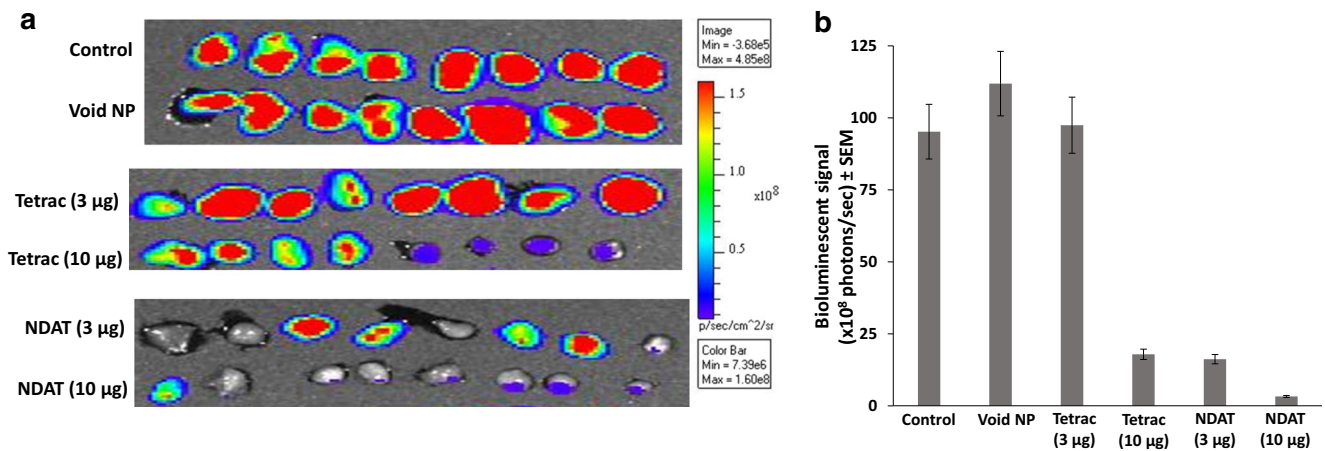 a
Control
Void NP
Tetrac (3 µg)
Tetrac (10 µg)
NDAT (3 µg)
NDAT (10 µg)
Image
Min = -3.68e5
Max = 4.85e8
1.5
1.0
x10^8
0.5
p/sec/cm^2/sr
Color Bar
Min = 7.39e6
Max = 1.60e8
b
Bioluminescent signal
(x10⁸ photons/sec) ± SEM
125
100
75
50
25
0
Control
Void NP
Tetrac
(3 µg)
Tetrac
(10 µg)
NDAT
(3 µg)
NDAT
(10 µg)